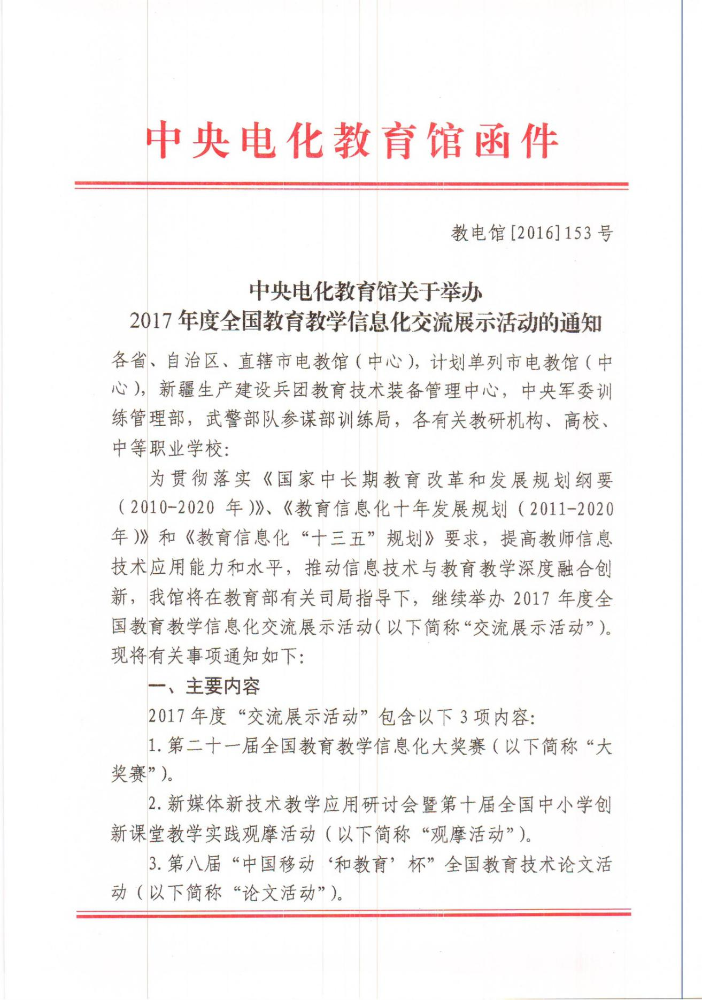 中央电化教育馆函件
教电馆[2016]153号
中央电化教育馆关于举办
2017年度全国教育教学信息化交流展示活动的通知
各省、自治区、直辖市电教馆(中心)，计划单列市电教馆(中
心)，新疆生产建设兵团教育技术装备管理中心，中央军委训
练管理部，武警部队参谋部训练局，各有关教研机构、高校、
中等职业学校：
为贯彻落实《国家中长期教育改革和发展规划纲要
(2010-2020 年)》、《教育信息化十年发展规划(2011-2020
年)》和《教育信息化“十三五”规划》要求，提高教师信息
技术应用能力和水平，推动信息技术与教育教学深度融合创
新，我馆将在教育部有关司局指导下，继续举办 2017 年度全
国教育教学信息化交流展示活动(以下简称“交流展示活动”)。
现将有关事项通知如下：
一、主要内容
2017 年度“交流展示活动”包含以下 3 项内容：
1.第二十一届全国教育教学信息化大奖赛(以下简称“大
奖赛”)。
2.新媒体新技术教学应用研讨会暨第十届全国中小学创
新课堂教学实践观摩活动(以下简称“观摩活动”)。
3.第八届“中国移动‘和教育’杯”全国教育技术论文活
动(以下简称“论文活动”)。